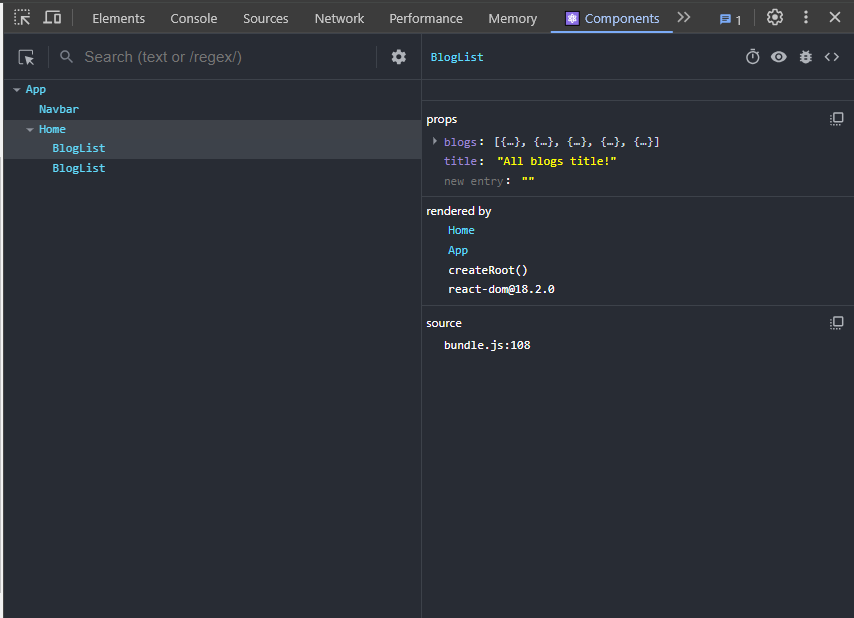 Elements Console Sources Network Performance Memory Components 1
Search (text or /regex/)
App
Navbar
Home
BlogList
BlogList
BlogList
props
blogs: [{…}, {…}, {…}, {…}, {…}]
title: "All blogs title!"
new entry: ""
rendered by
Home
App
createRoot()
react-dom@18.2.0
source
bundle.js:108